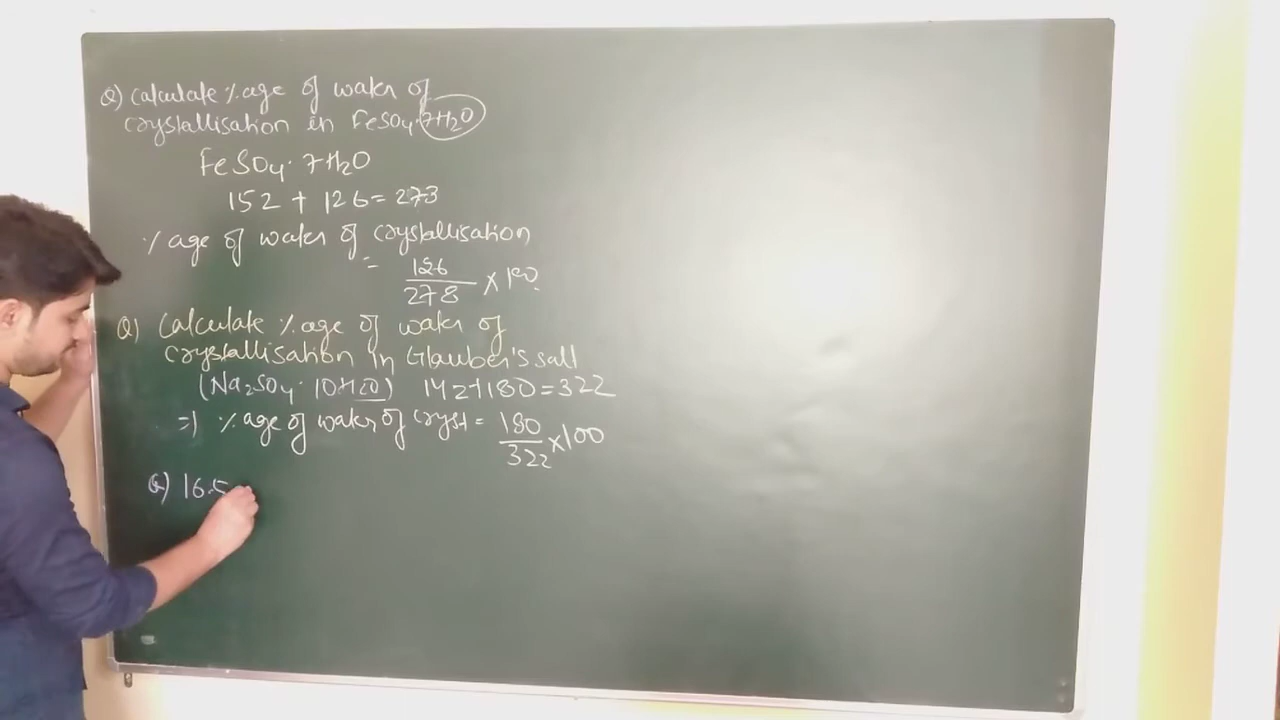 Q) Calculate %age of water of
crystallisation in FeSO4.7H2O
FeSO4. 7H2O
152 + 126 = 273
% age of water of crystallisation
= 126/278 × 100
Q) Calculate %age of water of
crystallisation in Glauber's salt
(Na2SO4. 10H2O) 142+180=322
=) % age of water of cryst = 180/322 ×100
Q) 16.5